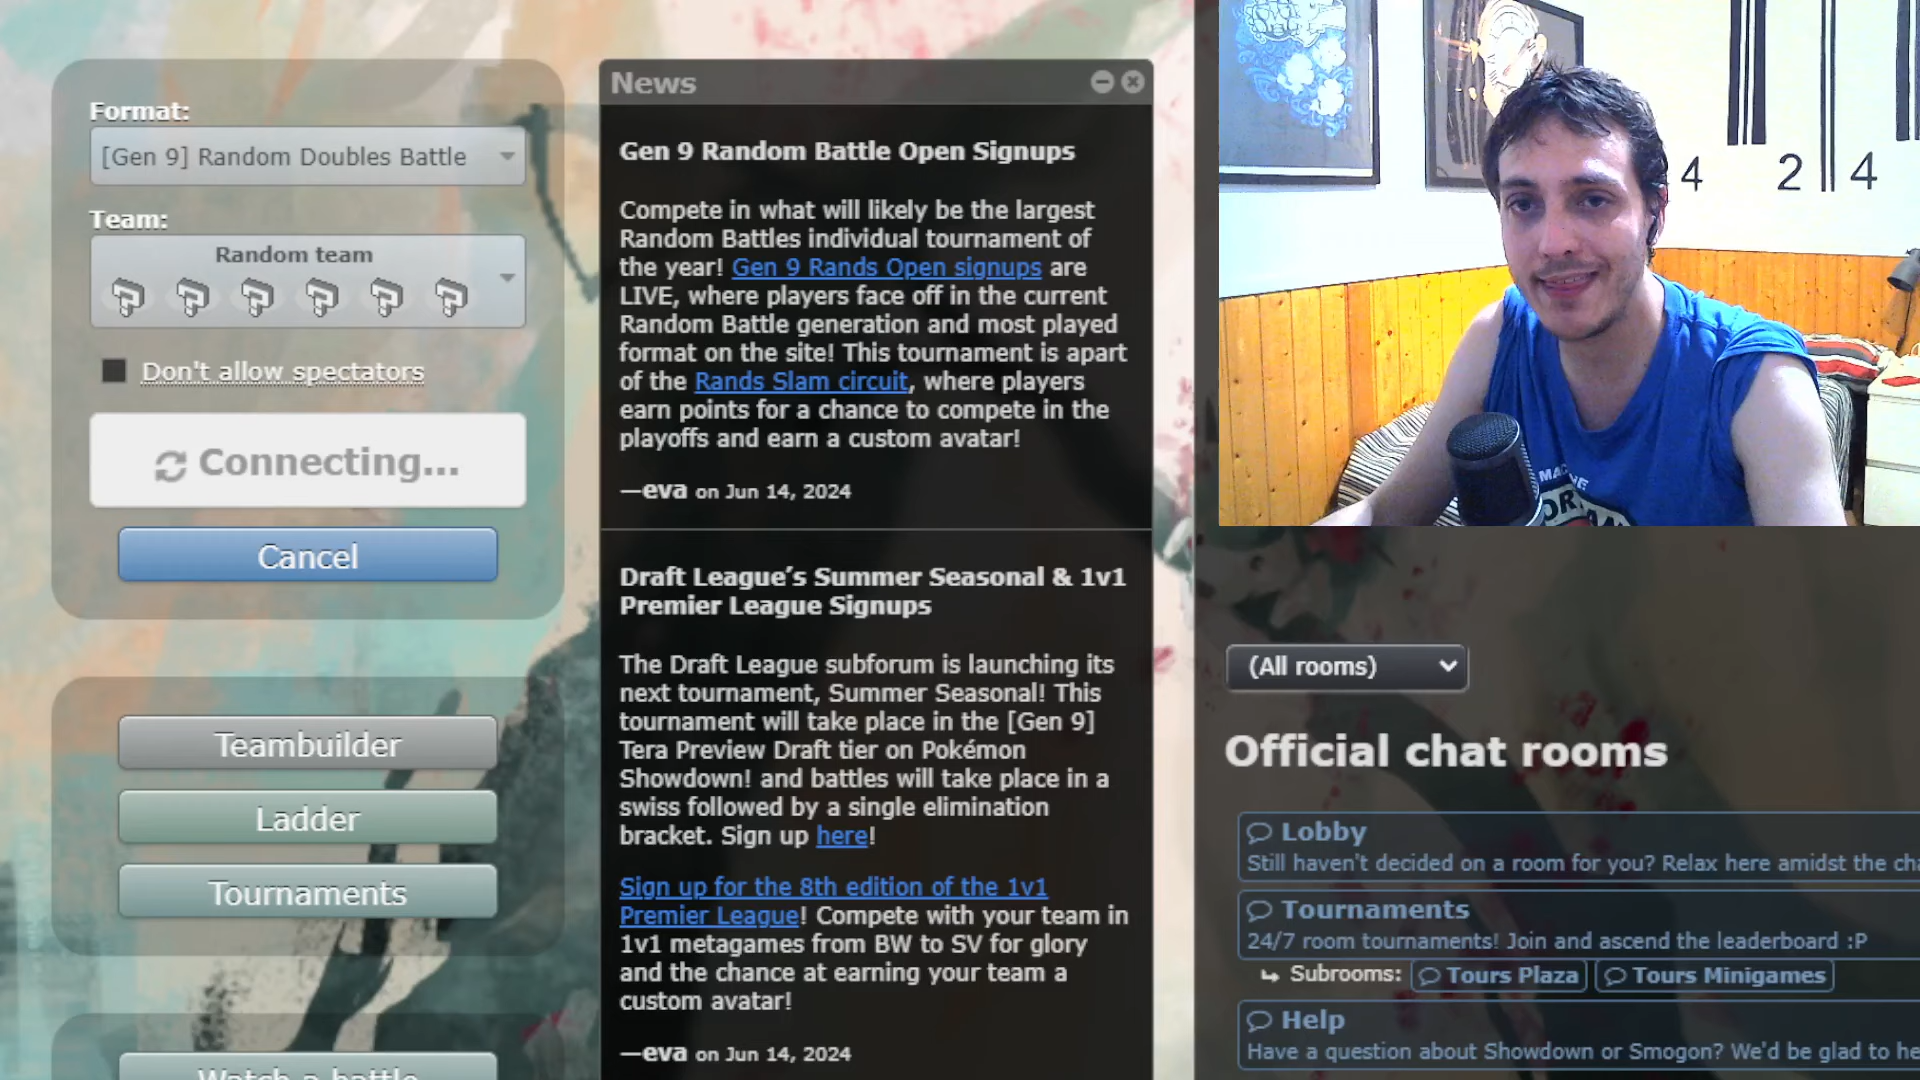 Format:
[Gen 9] Random Doubles Battle
Team:
Random team
Don't allow spectators
Connecting...
Cancel
Teambuilder
Ladder
Tournaments
Watch a battle
News
Gen 9 Random Battle Open Signups
Compete in what will likely be the largest
Random Battles individual tournament of
the year! Gen 9 Rands Open signups are
LIVE, where players face off in the current
Random Battle generation and most played
format on the site! This tournament is apart
of the Rands Slam circuit, where players
earn points for a chance to compete in the
playoffs and earn a custom avatar!
—eva on Jun 14, 2024
Draft League’s Summer Seasonal & 1v1
Premier League Signups
The Draft League subforum is launching its
next tournament, Summer Seasonal! This
tournament will take place in the [Gen 9]
Tera Preview Draft tier on Pokémon
Showdown! and battles will take place in a
swiss followed by a single elimination
bracket. Sign up here!
Sign up for the 8th edition of the 1v1
Premier League! Compete with your team in
1v1 metagames from BW to SV for glory
and the chance at earning your team a
custom avatar!
—eva on Jun 14, 2024
4 2 4
(All rooms)
Official chat rooms
Lobby
Still haven't decided on a room for you? Relax here amidst the cha
Tournaments
24/7 room tournaments! Join and ascend the leaderboard :P
Subrooms: Tours Plaza Tours Minigames
Help
Have a question about Showdown or Smogon? We'd be glad to he